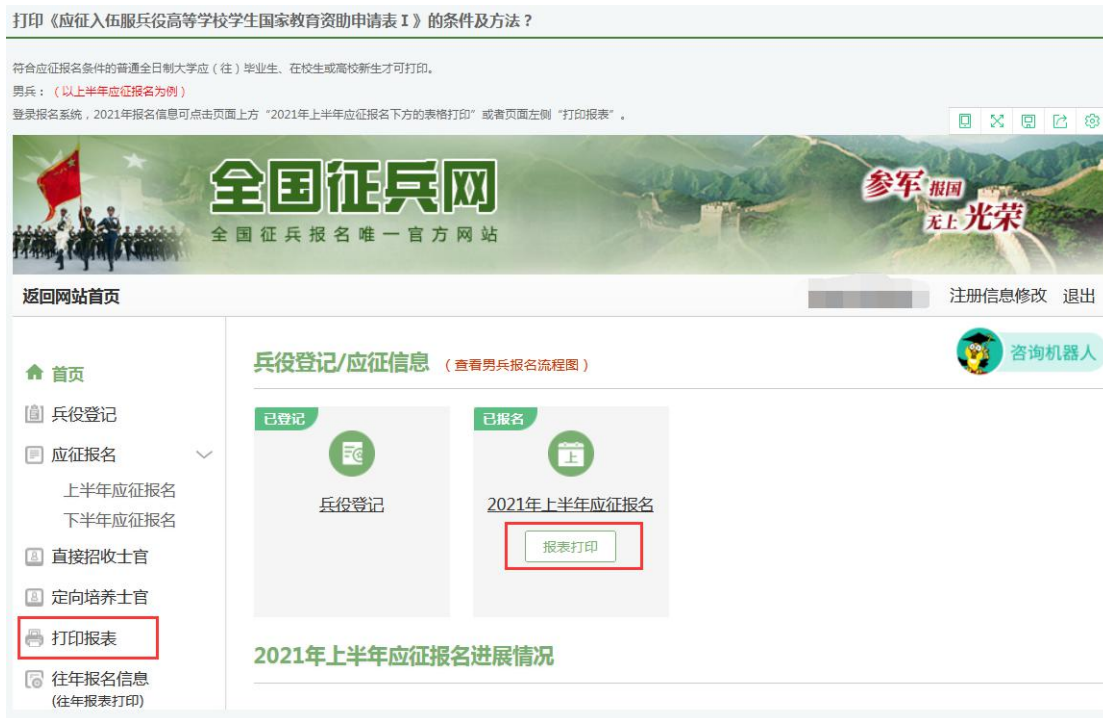 打印《应征入伍服兵役高等学校学生国家教育资助申请表Ⅰ》的条件及方法？
符合应征报名条件的普通全日制大学应（往）毕业生、在校生或高校新生才可打印。
男兵：（以上半年应征报名为例）
登录报名系统，2021年报名信息可点击页面上方“2021年上半年应征报名下方的表格打印”或者页面左侧“打印报表”。
全国征兵网
全国征兵报名唯一官方网站
参军报国
无上光荣
返回网站首页
注册信息修改 退出
首页
兵役登记
应征报名
上半年应征报名
下半年应征报名
直接招收士官
定向培养士官
打印报表
往年报名信息
(往年报表打印)
兵役登记/应征信息（查看男兵报名流程图）
咨询机器人
已登记
兵役登记
已报名
上
2021年上半年应征报名
报表打印
2021年上半年应征报名进展情况